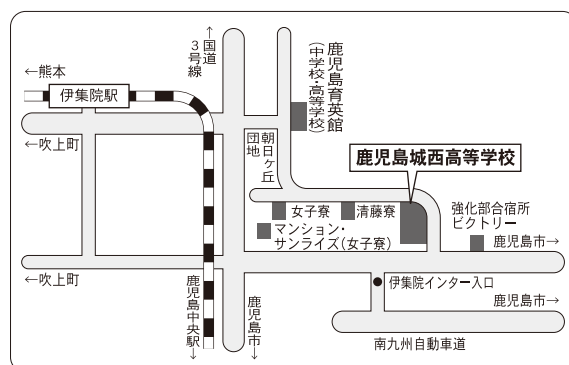 ↑国道3号線
←熊本
伊集院駅
←吹上町
鹿児島育英館
(中学校・高等学校)
朝日ヶ丘
団地
鹿児島城西高等学校
女子寮
清藤寮
マンション・
サンライズ(女子寮)
強化部合宿所
ビクトリー
鹿児島市→
←吹上町
鹿児島中央駅→
鹿児島市→
伊集院インター入口
鹿児島市→
南九州自動車道